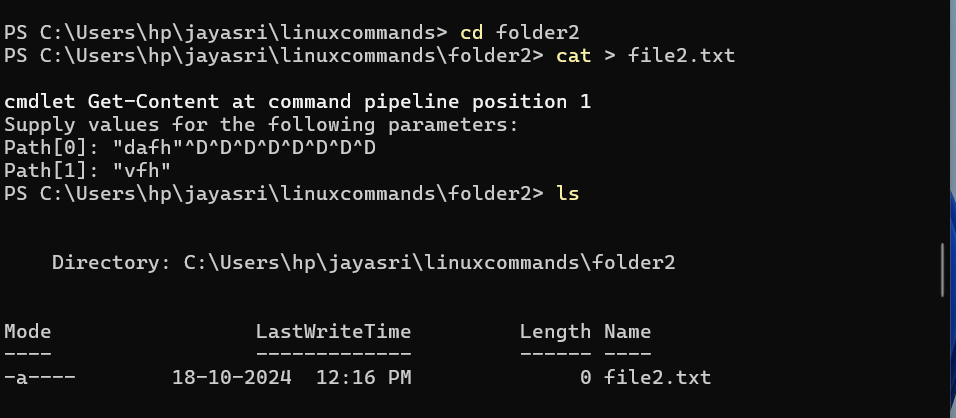 PS C:\Users\hp\jayasri\linuxcommands> cd folder2
PS C:\Users\hp\jayasri\linuxcommands\folder2> cat > file2.txt
cmdlet Get-Content at command pipeline position 1
Supply values for the following parameters:
Path[0]: "dafh"^D^D^D^D^D^D^D^D
Path[1]: "vfh"
PS C:\Users\hp\jayasri\linuxcommands\folder2> ls
Directory: C:\Users\hp\jayasri\linuxcommands\folder2
Mode                 LastWriteTime         Length Name
----                 -------------         ------ ----
-a----        18-10-2024  12:16 PM              0 file2.txt